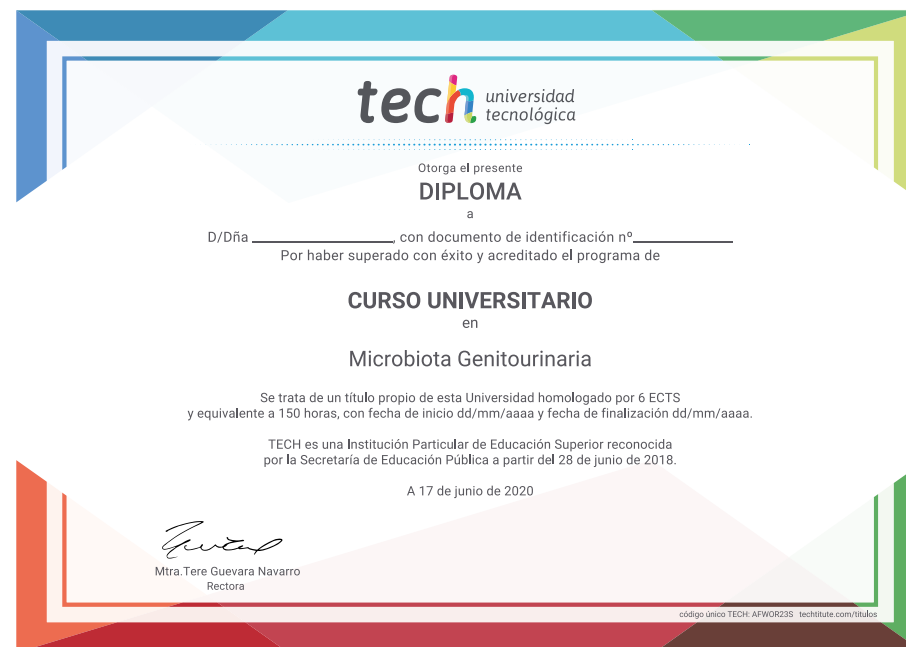 tech universidad
tecnológica
Otorga el presente
DIPLOMA
a
D/Dña ____________________, con documento de identificación nº______________
Por haber superado con éxito y acreditado el programa de
CURSO UNIVERSITARIO
en
Microbiota Genitourinaria
Se trata de un título propio de esta Universidad homologado por 6 ECTS
y equivalente a 150 horas, con fecha de inicio dd/mm/aaaa y fecha de finalización dd/mm/aaaa.
TECH es una Institución Particular de Educación Superior reconocida
por la Secretaría de Educación Pública a partir del 28 de junio de 2018.
A 17 de junio de 2020
Mtra.Tere Guevara Navarro
Rectora
código único TECH: AFWOR23S techtitute.com/titulos